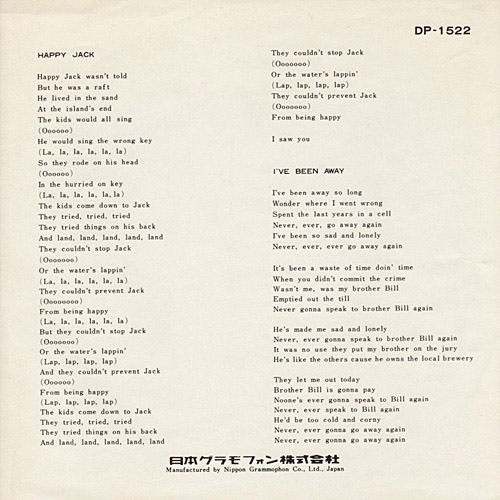 DP-1522
HAPPY JACK
Happy Jack wasn't told
But he was a raft
He lived in the sand
At the island's end
The kids would all sing
(Oooooo)
He would sing the wrong key
(La, la, la, la, la)
So they rode on his head
(Oooooo)
In the hurried on key
(La, la, la, la, la,la)
The kids come down to Jack
They tried, tried, tried
They tried things on his back
And land, land, land, land, land
They couldn't stop Jack
(Ooooooo)
Or the water's lappin'
(La, la, la, la, la, la)
They couldn't prevent Jack
(Oooooooo)
From being happy
(La, la, la, la, la, la)
But they couldn't stop Jack
(Ooooooo)
Or the water's lappin'
(Lap, lap, lap, lap)
And they couldn't prevent Jack
(Oooooo)
From being happy
(Lap, lap, lap, lap)
The kids come down to Jack
They tried, tried, tried
They tried things on his back
And land, land, land, land, land
They couldn't stop Jack
(Ooooooo)
Or the water's lappin'
(Lap, lap, lap, lap)
They couldn't prevent Jack
(Ooooooo)
From being happy
I saw you
I'VE BEEN AWAY
I've been away so long
Wonder where I went wrong
Spent the last years in a cell
Never, ever, go away again
I've been so sad and lonely
Never, ever, ever go away again
It's been a waste of time doin' time
When you didn't commit the crime
Wasn't me, was my brother Bill
Emptied out the till
Never gonna speak to brother Bill again
He's made me sad and lonely
Never, ever gonna speak to brother Bill again
It was no use they put my brother on the jury
He's like the others cause he owns the local brewery
They let me out today
Brother Bill is gonna pay
Noone's ever gonna speak to Bill again
Never, ever speak to Bill again
He'd be too cold and corny
Never, ever gonna go away again
Never, ever gonna go away again
日本グラモフォン株式会社
Manufactured by Nippon Grammophon Co., Ltd., Japan